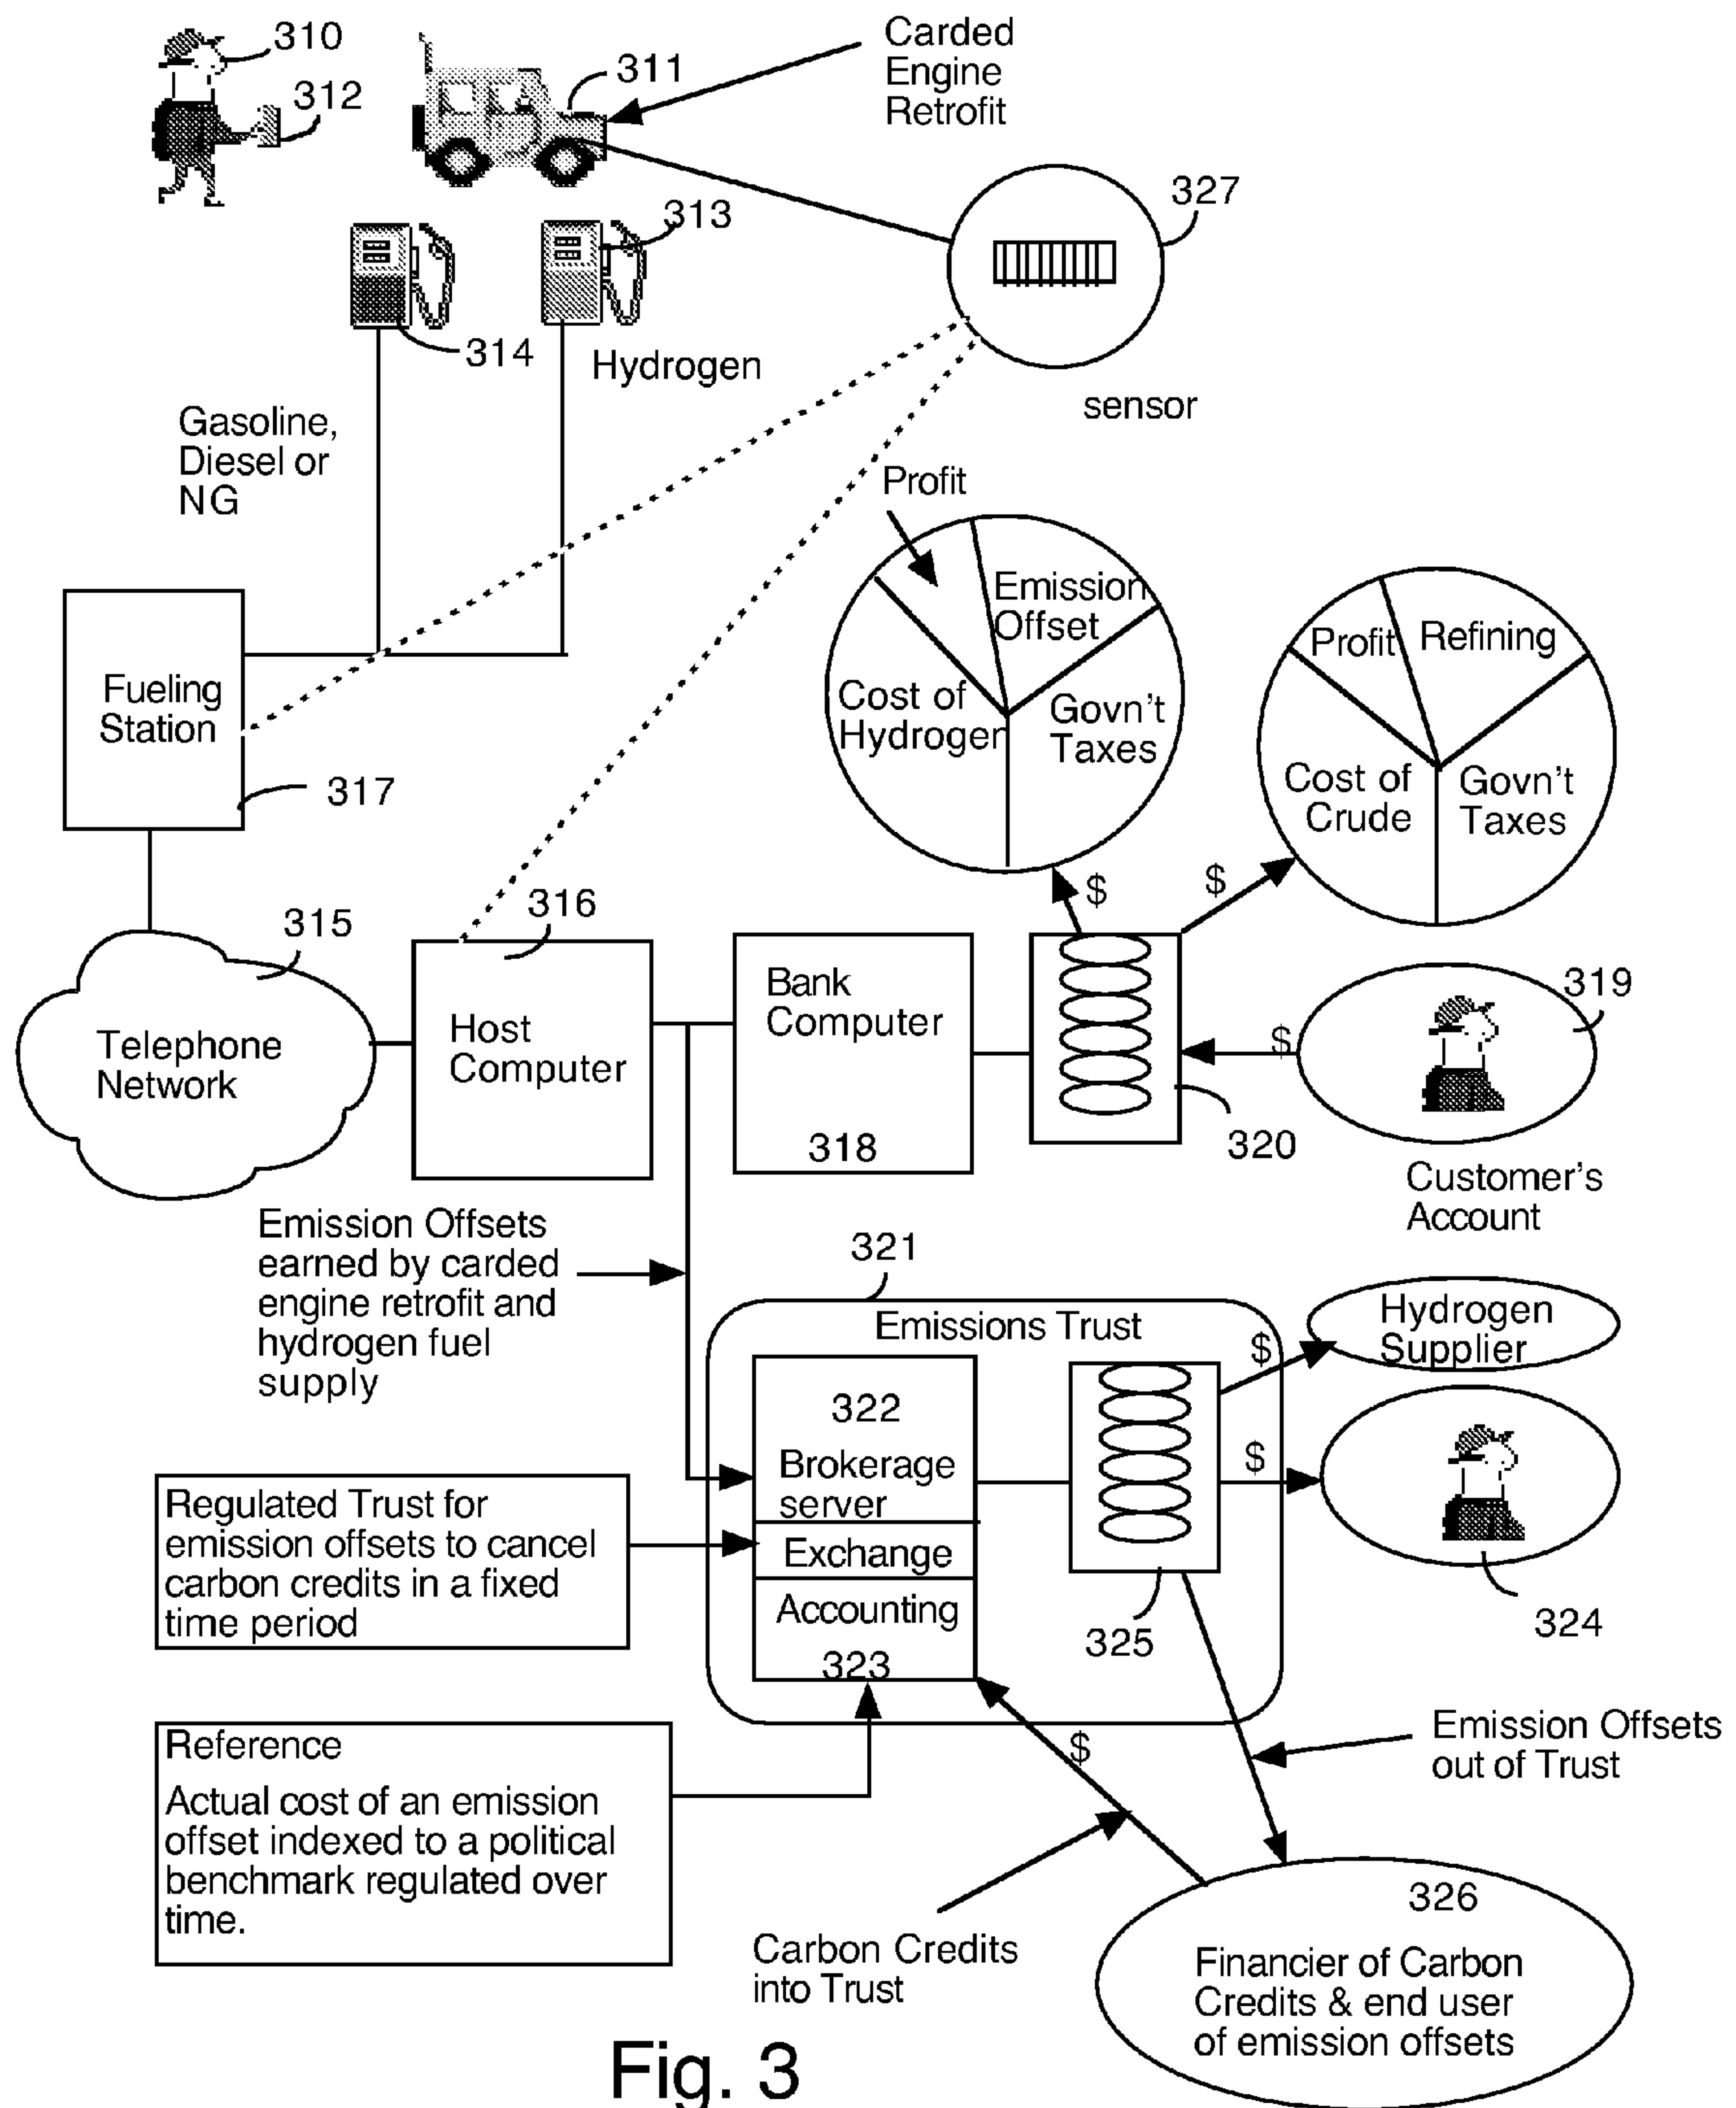 310
312
311
Carded
Engine
Retrofit
327
313
314
Hydrogen
sensor
Gasoline,
Diesel or
NG
Profit
Emission
Offset
Cost of
Hydrogen
Govn't
Taxes
Profit
Refining
Cost of
Crude
Govn't
Taxes
Fueling
Station
317
$
$
315
316
Telephone
Network
Host
Computer
Bank
Computer
318
320
$
319
Customer's
Account
Emission Offsets
earned by carded
engine retrofit and
hydrogen fuel
supply
321
Emissions Trust
322
Brokerage
server
Exchange
Accounting
323
325
$
Hydrogen
Supplier
$
324
Regulated Trust for
emission offsets to cancel
carbon credits in a fixed
time period
Reference
Actual cost of an emission
offset indexed to a political
benchmark regulated over
time.
$
Emission Offsets
out of Trust
Carbon Credits
into Trust
326
Financier of Carbon
Credits & end user
of emission offsets
Fig. 3